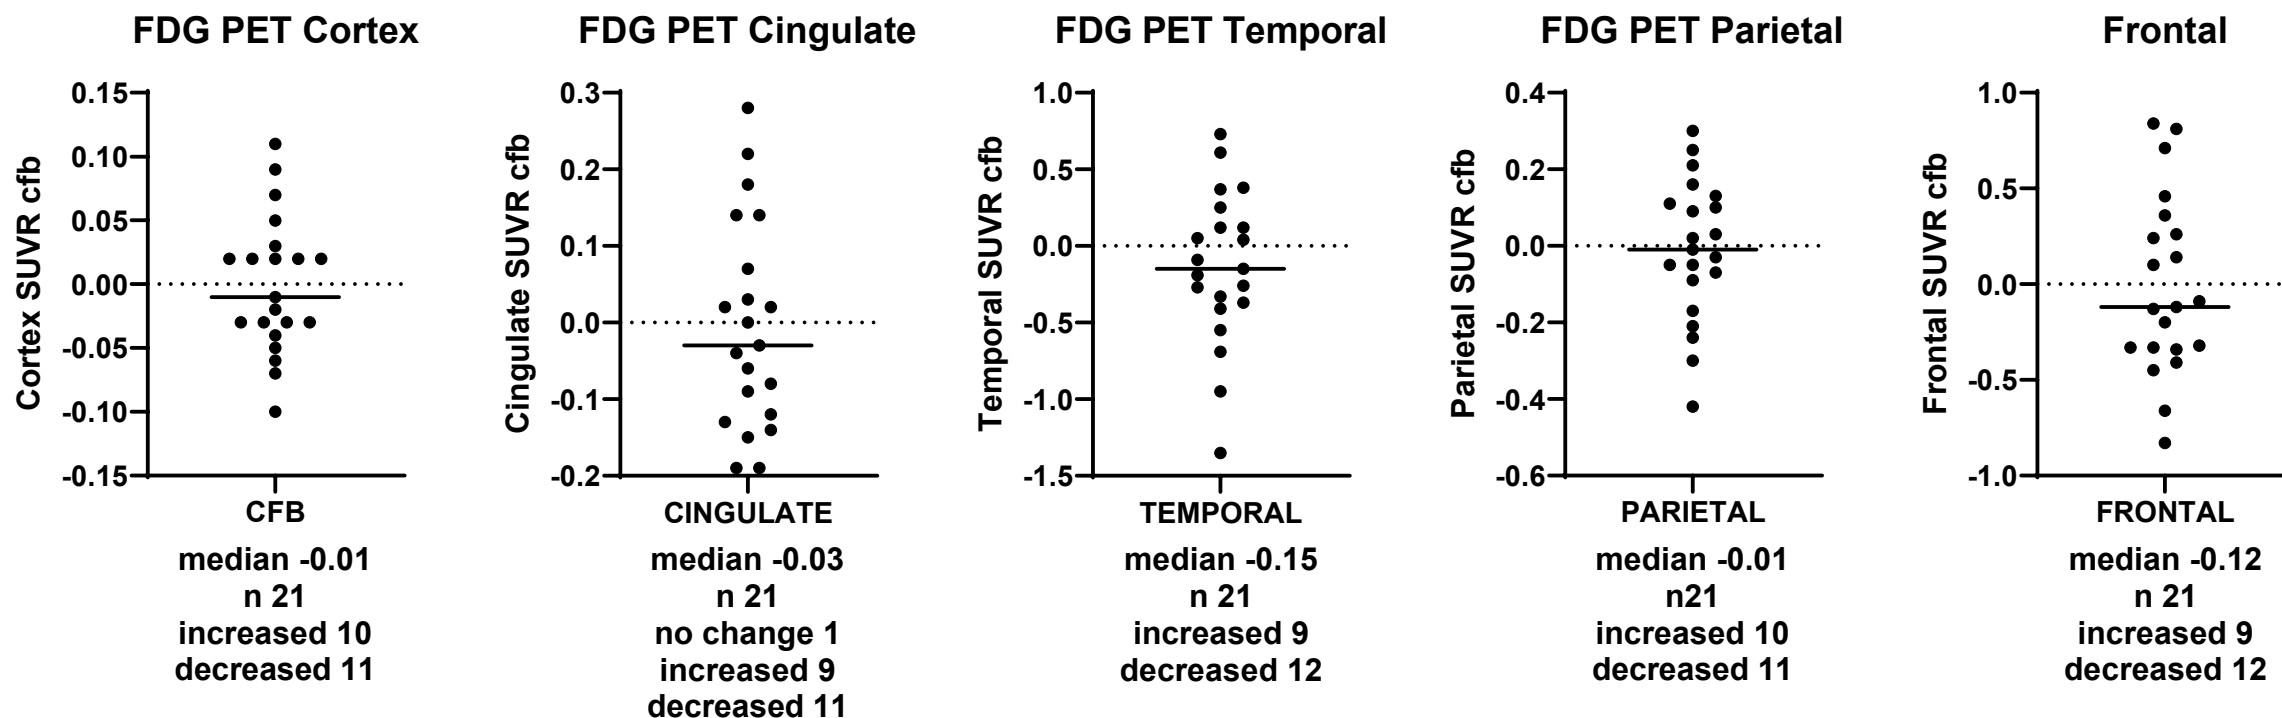 FDG PET Cortex
Cortex SUVR cfb
0.15
0.10
0.05
0.00
-0.05
-0.10
-0.15
CFB
median -0.01
n 21
increased 10
decreased 11
FDG PET Cingulate
Cingulate SUVR cfb
0.3
0.2
0.1
0.0
-0.1
-0.2
CINGULATE
median -0.03
n 21
no change 1
increased 9
decreased 11
FDG PET Temporal
Temporal SUVR cfb
1.0
0.5
0.0
-0.5
-1.0
-1.5
TEMPORAL
median -0.15
n 21
increased 9
decreased 12
FDG PET Parietal
Parietal SUVR cfb
0.4
0.2
0.0
-0.2
-0.4
-0.6
PARIETAL
median -0.01
n21
increased 10
decreased 11
Frontal
Frontal SUVR cfb
1.0
0.5
0.0
-0.5
-1.0
FRONTAL
median -0.12
n 21
increased 9
decreased 12